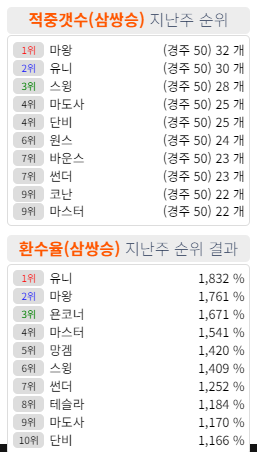 적중갯수(삼쌍승) 지난주 순위
1위 마왕 (경주 50) 32 개
2위 유니 (경주 50) 30 개
3위 스윙 (경주 50) 28 개
4위 마도사 (경주 50) 25 개
4위 단비 (경주 50) 25 개
6위 원스 (경주 50) 24 개
7위 바운스 (경주 50) 23 개
7위 썬더 (경주 50) 23 개
9위 코난 (경주 50) 22 개
9위 마스터 (경주 50) 22 개
환수율(삼쌍승) 지난주 순위 결과
1위 유니 1,832 %
2위 마왕 1,761 %
3위 욘코너 1,671 %
4위 마스터 1,541 %
5위 망겜 1,420 %
6위 스윙 1,409 %
7위 썬더 1,252 %
8위 테슬라 1,184 %
9위 마도사 1,170 %
10위 단비 1,166 %